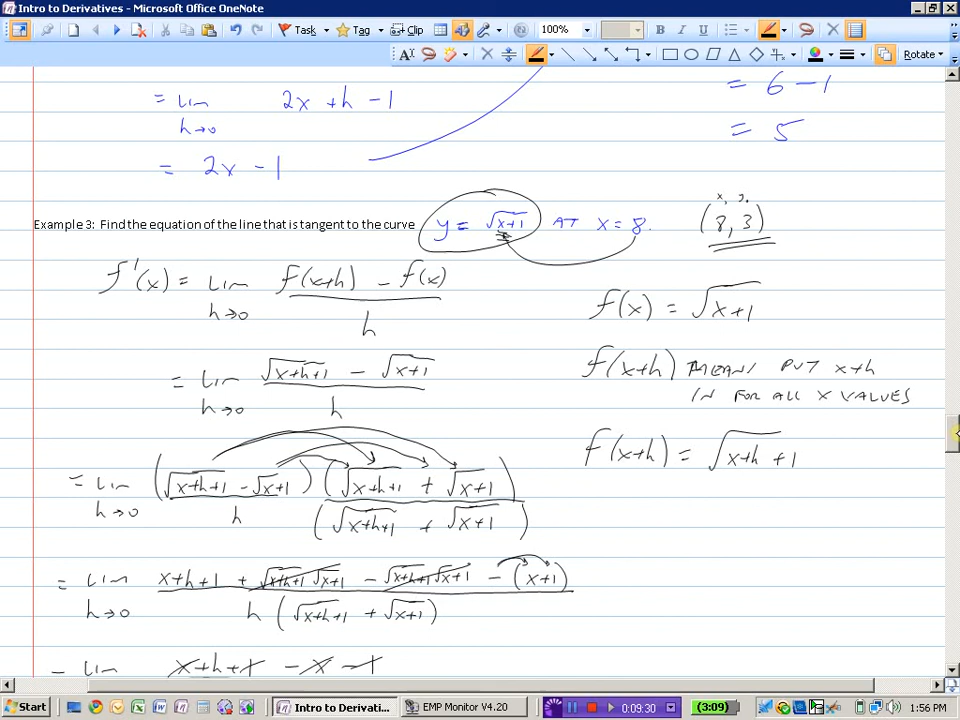 Intro to Derivatives - Microsoft Office OneNote
Task Tag Clip 100% B I U
Rotate
= lim 2x + h - 1
h→0
= 2x - 1
= 6 - 1
= 5
Example 3: Find the equation of the line that is tangent to the curve y = √x+1 AT x = 8.
x, y.
(8, 3)
f'(x) = lim f(x+h) - f(x)
h→0 h
= lim √x+h+1 - √x+1
h→0 h
= lim (√x+h+1 - √x+1)(√x+h+1 + √x+1)
h→0 h (√x+h+1 + √x+1)
= lim x+h+1 + √x+h+1 √x+1 - √x+h+1 √x+1 - (x+1)
h→0 h(√x+h+1 + √x+1)
= lim x+h+1 - x - 1
f(x) = √x+1
f(x+h) MEANS PUT x+h
IN FOR ALL X VALUES
f(x+h) = √x+h+1
Start Intro to Derivati... EMP Monitor V4.20 0:09:30 (3:09) 1:56 PM